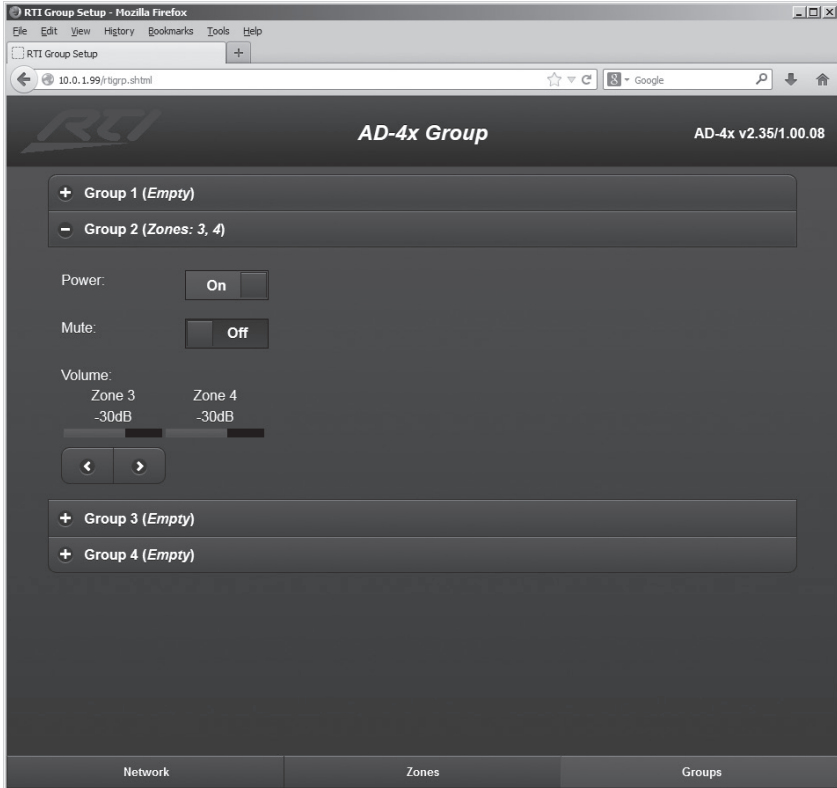 RTI Group Setup - Mozilla Firefox
File Edit View History Bookmarks Tools Help
RTI Group Setup
10.0.1.99/rtigrp.shtml
Google
RTI
AD-4x Group
AD-4x v2.35/1.00.08
Group 1 (Empty)
Group 2 (Zones: 3, 4)
Power: On
Mute: Off
Volume:
Zone 3 Zone 4
-30dB -30dB
Group 3 (Empty)
Group 4 (Empty)
Network Zones Groups